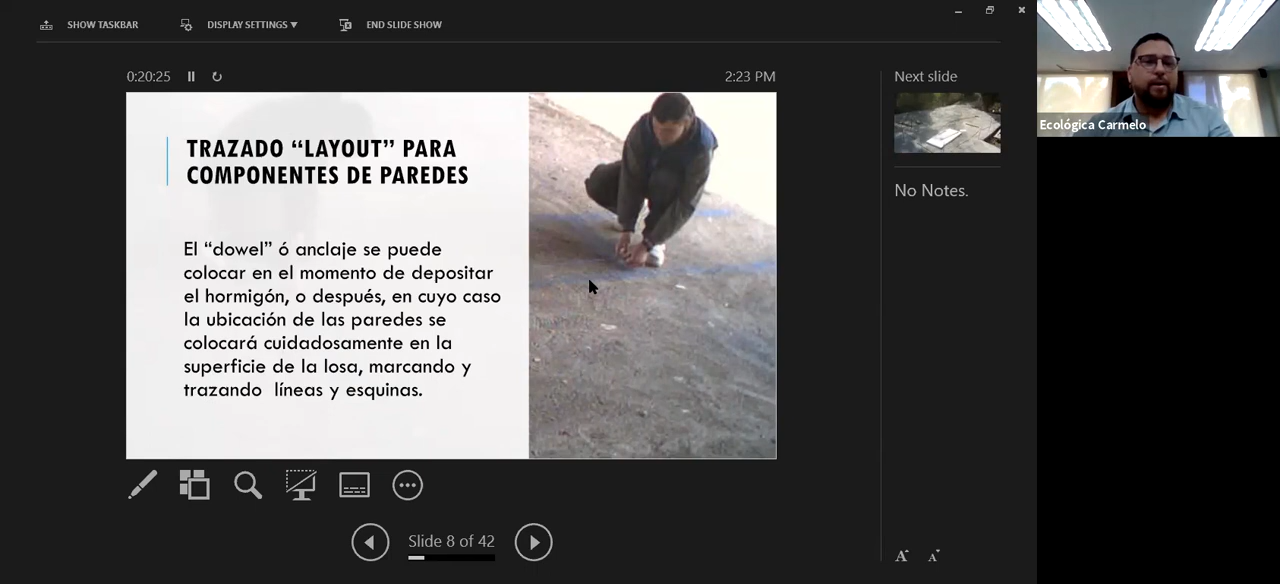 SHOW TASKBAR
DISPLAY SETTINGS
END SLIDE SHOW
0:20:25
2:23 PM
TRAZADO “LAYOUT” PARA
COMPONENTES DE PAREDES
El “dowel” ó anclaje se puede
colocar en el momento de depositar
el hormigón, o después, en cuyo caso
la ubicación de las paredes se
colocará cuidadosamente en la
superficie de la losa, marcando y
trazando  líneas y esquinas.
Slide 8 of 42
Next slide
No Notes.
A
A
Ecológica Carmelo